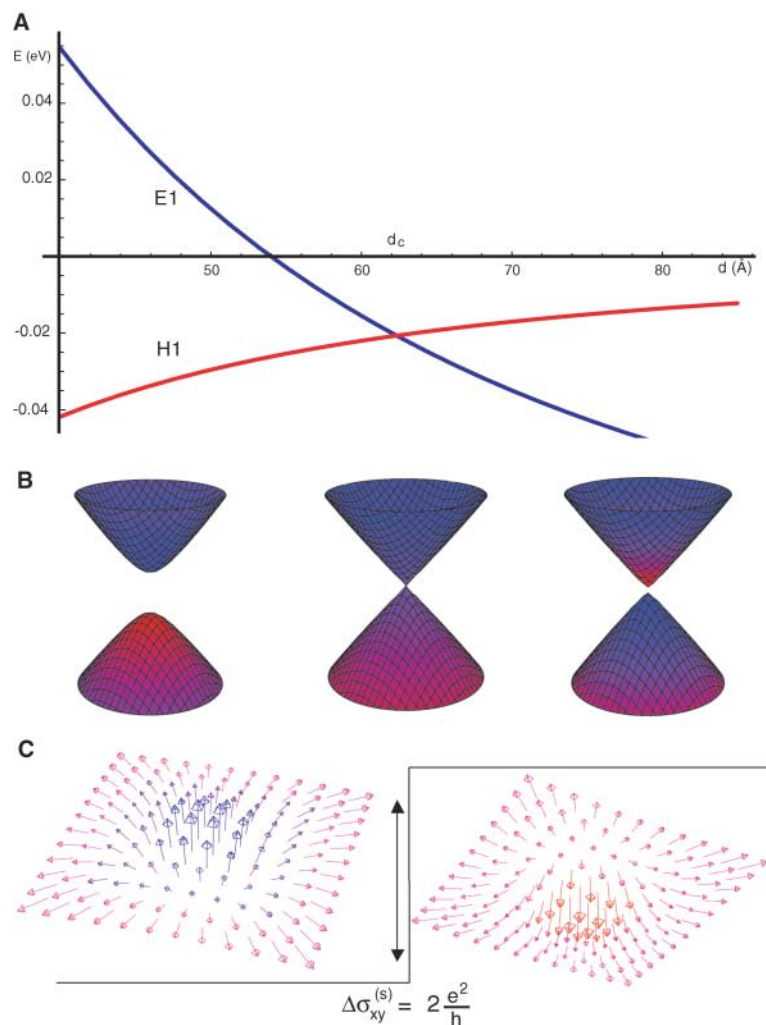 A
E (eV)
0.04
0.02
E1
d_c
50
60
70
80
d (Å)
-0.02
H1
-0.04
B
C
Δσ_xy^(s) = 2 e²/h